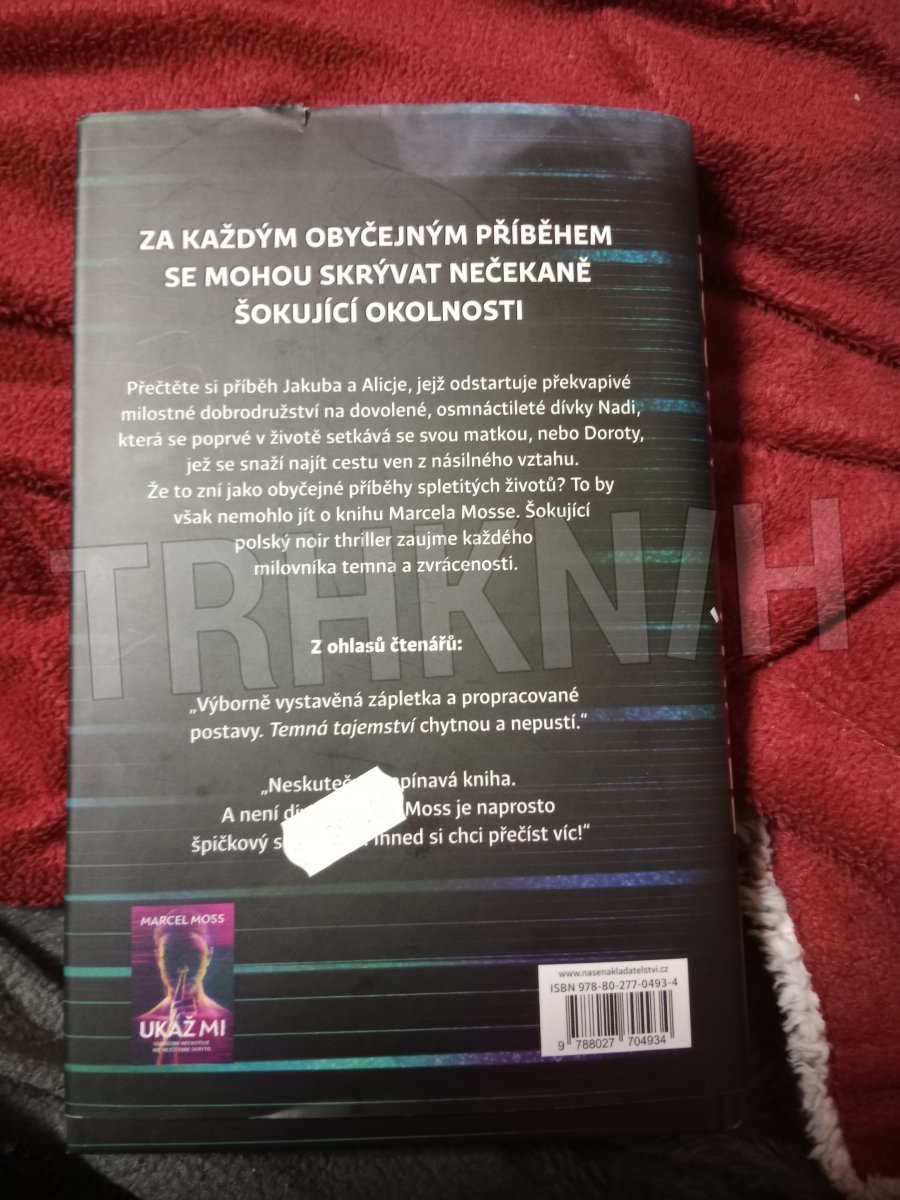 ZA KAŽDÝM OBYČEJNÝM PŘÍBĚHEM
SE MOHOU SKRÝVAT NEČEKANĚ
ŠOKUJÍCÍ OKOLNOSTI
Přečtěte si příběh Jakuba a Alicje, jejž odstartuje překvapivé
milostné dobrodružství na dovolené, osmnáctileté dívky Nadi,
která se poprvé v životě setkává se svou matkou, nebo Doroty,
jež se snaží najít cestu ven z násilného vztahu.
Že to zní jako obyčejné příběhy spletitých životů? To by
však nemohlo jít o knihu Marcela Mosse. Šokující
polský noir thriller zaujme každého
milovníka temna a zvrácenosti.
TRHKNIH
Z ohlasů čtenářů:
„Výborně vystavěná zápletka a propracované
postavy. Temná tajemství chytnou a nepustí.“
kniha.
A není Moss je naprosto
špičkový ihned si chci přečíst víc!“
MARCEL MOSS
UKAŽ MI
www.nasenakladatelstvi.cz
ISBN 978-80-277-0493-4
9 788027 704934